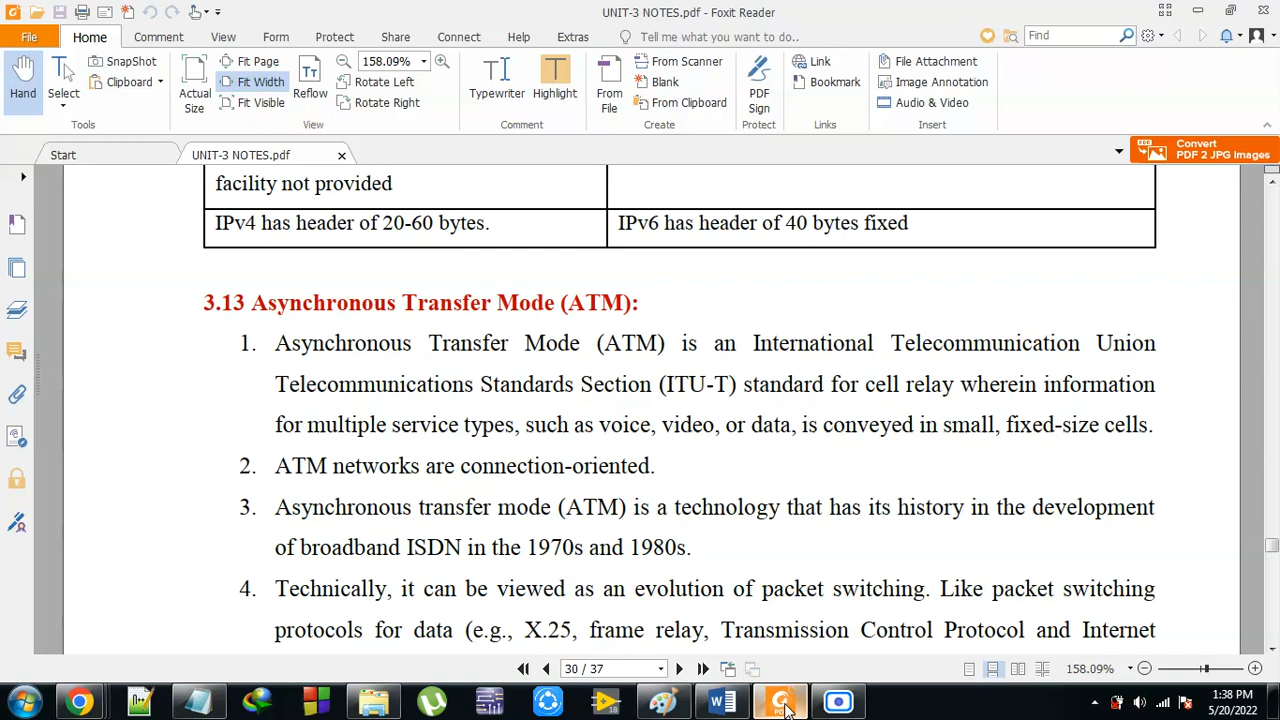 UNIT-3 NOTES.pdf - Foxit Reader
File Home Comment View Form Protect Share Connect Help Extras Tell me what you want to do.. Find
Hand
Select
SnapShot
Clipboard
Tools
Actual Size
Fit Page
Fit Width
Fit Visible
Reflow
158.09%
Rotate Left
Rotate Right
View
Typewriter
Highlight
Comment
From File
From Scanner
Blank
From Clipboard
Create
PDF Sign
Protect
Link
Bookmark
Links
File Attachment
Image Annotation
Audio & Video
Insert
Start UNIT-3 NOTES.pdf
Convert
PDF 2 JPG Images
facility not provided
IPv4 has header of 20-60 bytes. IPv6 has header of 40 bytes fixed
3.13 Asynchronous Transfer Mode (ATM):
1. Asynchronous Transfer Mode (ATM) is an International Telecommunication Union
Telecommunications Standards Section (ITU-T) standard for cell relay wherein information
for multiple service types, such as voice, video, or data, is conveyed in small, fixed-size cells.
2. ATM networks are connection-oriented.
3. Asynchronous transfer mode (ATM) is a technology that has its history in the development
of broadband ISDN in the 1970s and 1980s.
4. Technically, it can be viewed as an evolution of packet switching. Like packet switching
protocols for data (e.g., X.25, frame relay, Transmission Control Protocol and Internet
30 / 37 158.09%
1:38 PM
5/20/2022